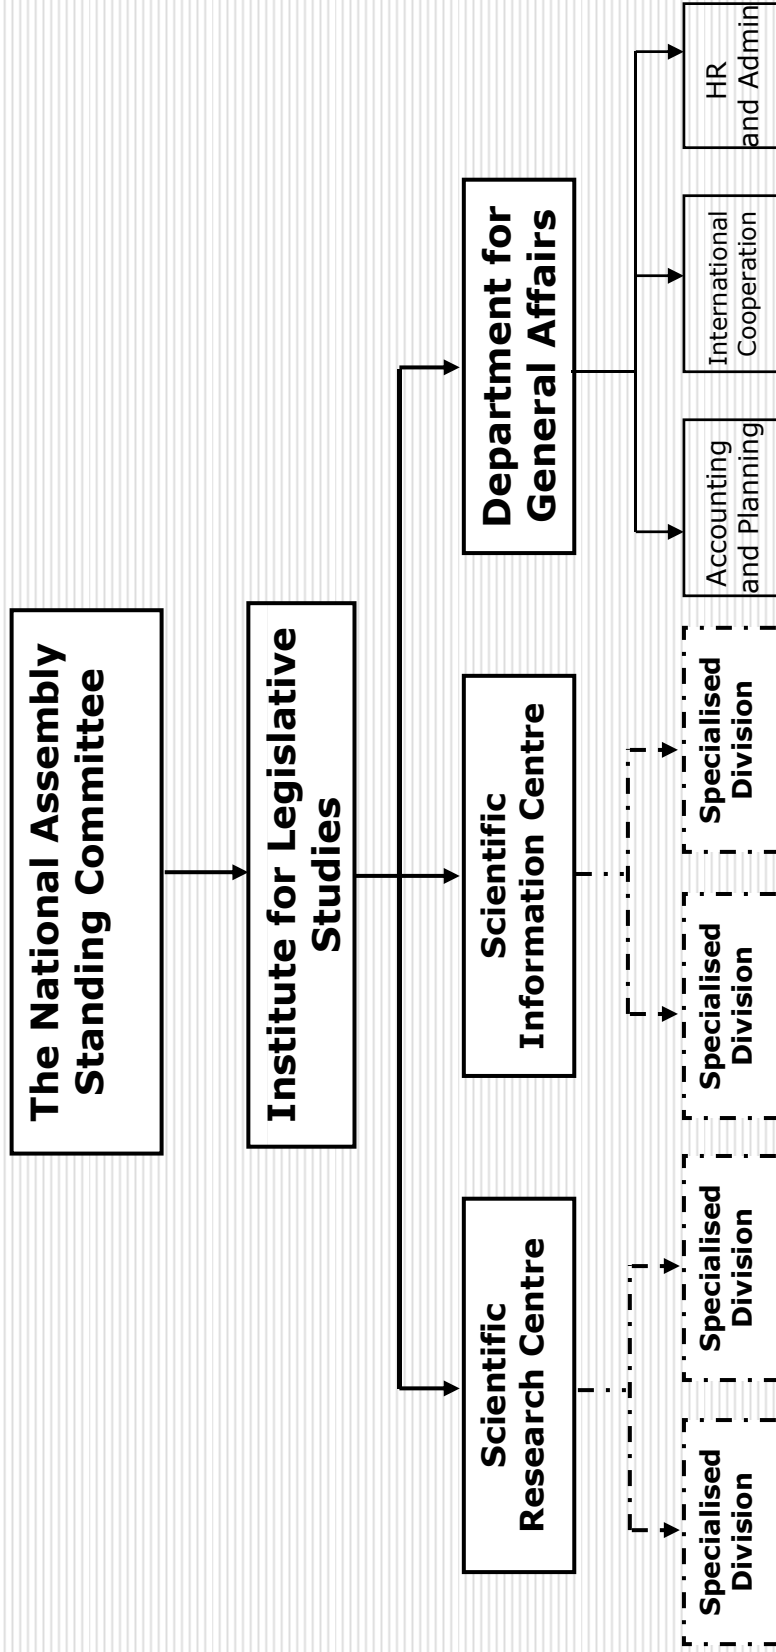 The National Assembly
Standing Committee
Institute for Legislative
Studies
Scientific
Research Centre
Scientific
Information Centre
Department for
General Affairs
Specialised
Division
Specialised
Division
Specialised
Division
Specialised
Division
Accounting
and Planning
International
Cooperation
HR
and Admin